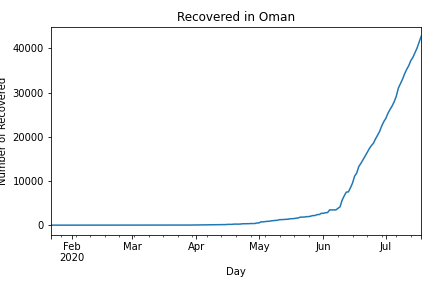 Recovered in Oman
Number of Recovered
40000
30000
20000
10000
0
Feb
2020
Mar
Apr
May
Jun
Jul
Day